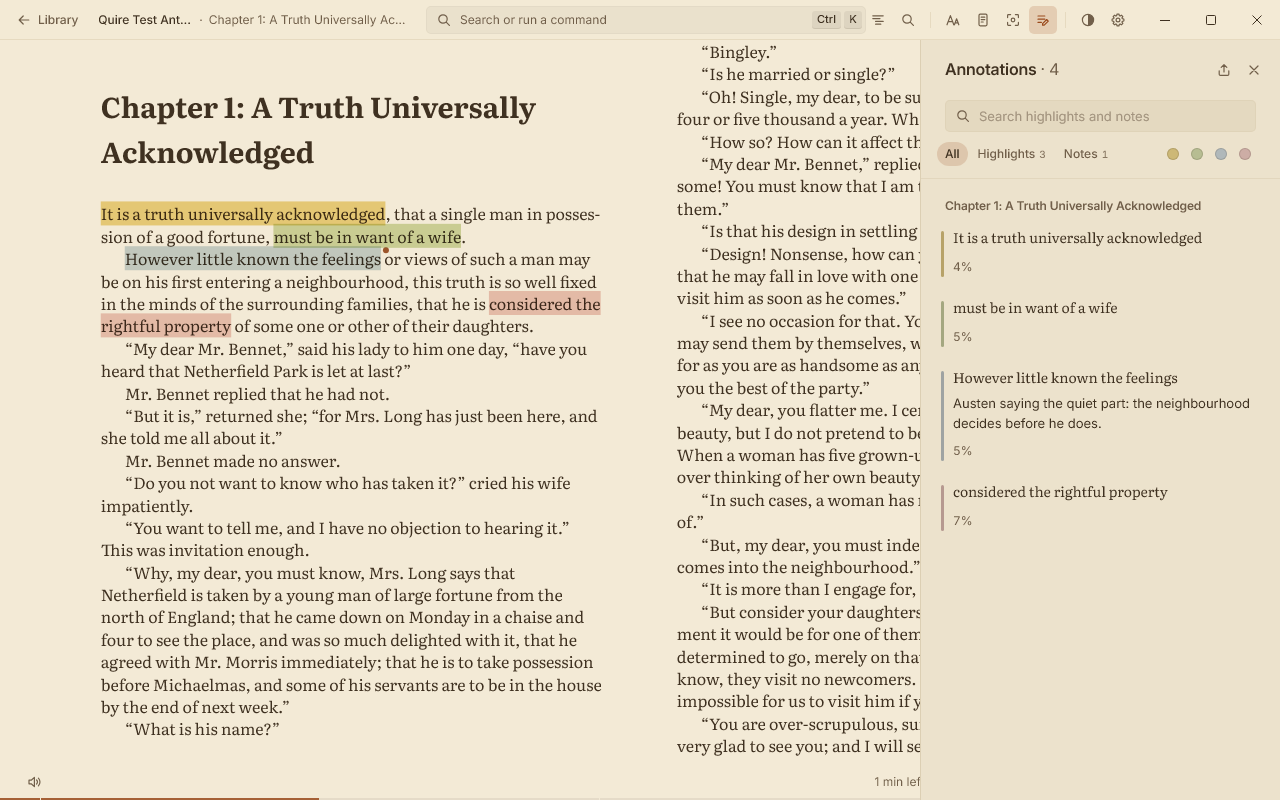 Library
Quire Test Ant… · Chapter 1: A Truth Universally Ac…
Search or run a command
Ctrl K
Chapter 1: A Truth Universally
Acknowledged
It is a truth universally acknowledged, that a single man in posses-
sion of a good fortune, must be in want of a wife.
However little known the feelings or views of such a man may
be on his first entering a neighbourhood, this truth is so well fixed
in the minds of the surrounding families, that he is considered the
rightful property of some one or other of their daughters.
“My dear Mr. Bennet,” said his lady to him one day, “have you
heard that Netherfield Park is let at last?”
Mr. Bennet replied that he had not.
“But it is,” returned she; “for Mrs. Long has just been here, and
she told me all about it.”
Mr. Bennet made no answer.
“Do you not want to know who has taken it?” cried his wife
impatiently.
“You want to tell me, and I have no objection to hearing it.”
This was invitation enough.
“Why, my dear, you must know, Mrs. Long says that
Netherfield is taken by a young man of large fortune from the
north of England; that he came down on Monday in a chaise and
four to see the place, and was so much delighted with it, that he
agreed with Mr. Morris immediately; that he is to take possession
before Michaelmas, and some of his servants are to be in the house
by the end of next week.”
“What is his name?”
“Bingley.”
“Is he married or single?”
“Oh! Single, my dear, to be su
four or five thousand a year. Wh
“How so? How can it affect th
“My dear Mr. Bennet,” replie
some! You must know that I am t
them.”
“Is that his design in settling
“Design! Nonsense, how can
that he may fall in love with one
visit him as soon as he comes.”
“I see no occasion for that. Yo
may send them by themselves, w
for as you are as handsome as an
you the best of the party.”
“My dear, you flatter me. I cer
beauty, but I do not pretend to be
When a woman has five grown-u
over thinking of her own beauty
“In such cases, a woman has
of.”
“But, my dear, you must inde
comes into the neighbourhood.”
“It is more than I engage for,
“But consider your daughters
ment it would be for one of them
determined to go, merely on that
know, they visit no newcomers.
impossible for us to visit him if y
“You are over-scrupulous, su
very glad to see you; and I will se
1 min lef
Annotations · 4
Search highlights and notes
All Highlights 3 Notes 1
Chapter 1: A Truth Universally Acknowledged
It is a truth universally acknowledged
4%
must be in want of a wife
5%
However little known the feelings
Austen saying the quiet part: the neighbourhood
decides before he does.
5%
considered the rightful property
7%